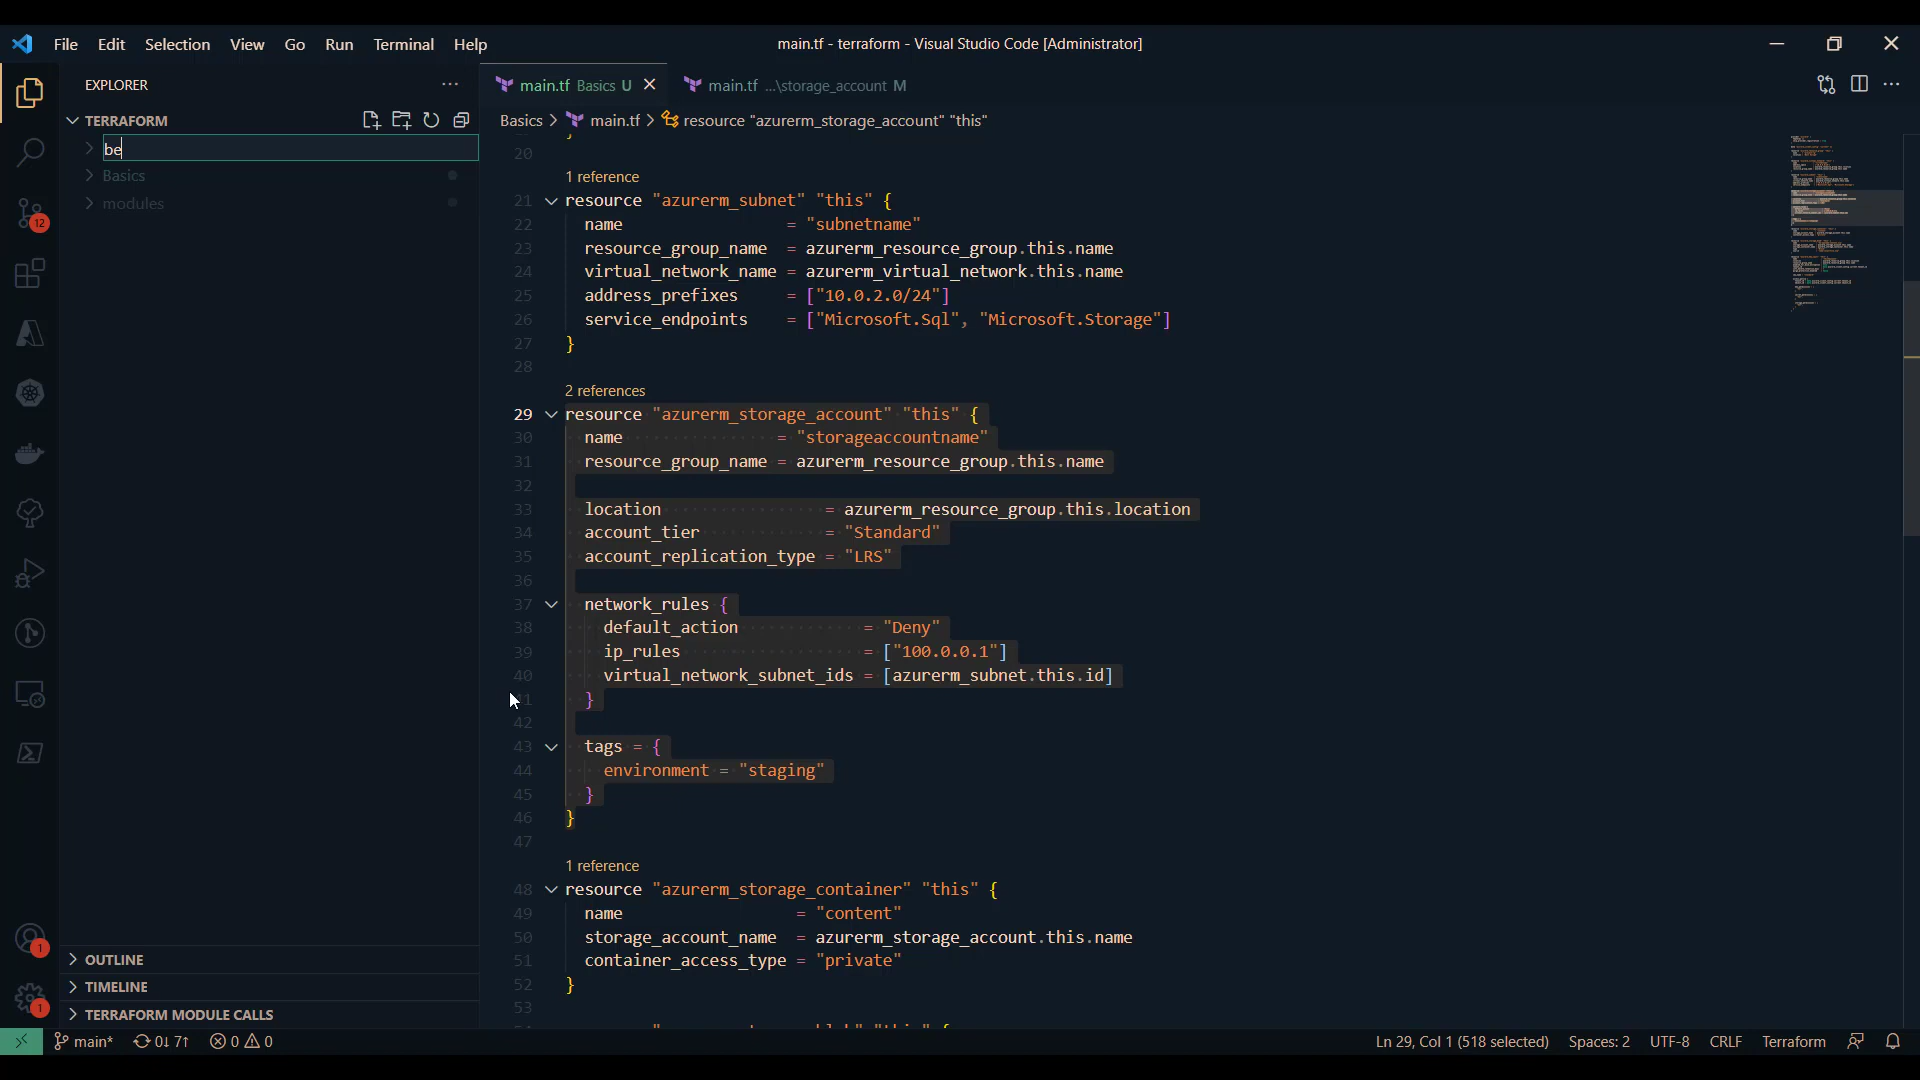 File Edit Selection View Go Run Terminal Help
main.tf - terraform - Visual Studio Code [Administrator]
EXPLORER
main.tf Basics U
main.tf ...\storage_account M
TERRAFORM
Basics > main.tf > resource "azurerm_storage_account" "this"
be
Basics
modules
12
20
1 reference
21 resource "azurerm_subnet" "this" {
22 name = "subnetname"
23 resource_group_name = azurerm_resource_group.this.name
24 virtual_network_name = azurerm_virtual_network.this.name
25 address_prefixes = ["10.0.2.0/24"]
26 service_endpoints = ["Microsoft.Sql", "Microsoft.Storage"]
27 }
28
2 references
29 resource "azurerm_storage_account" "this" {
30 name = "storageaccountname"
31 resource_group_name = azurerm_resource_group.this.name
32
33 location = azurerm_resource_group.this.location
34 account_tier = "Standard"
35 account_replication_type = "LRS"
36
37 network_rules {
38 default_action = "Deny"
39 ip_rules = ["100.0.0.1"]
40 virtual_network_subnet_ids = [azurerm_subnet.this.id]
41 }
42
43 tags = {
44 environment = "staging"
45 }
46 }
47
1 reference
48 resource "azurerm_storage_container" "this" {
49 name = "content"
50 storage_account_name = azurerm_storage_account.this.name
51 container_access_type = "private"
52 }
53
1
1
OUTLINE
TIMELINE
TERRAFORM MODULE CALLS
main* 0↓ 7↑ 0 0
Ln 29, Col 1 (518 selected) Spaces: 2 UTF-8 CRLF Terraform